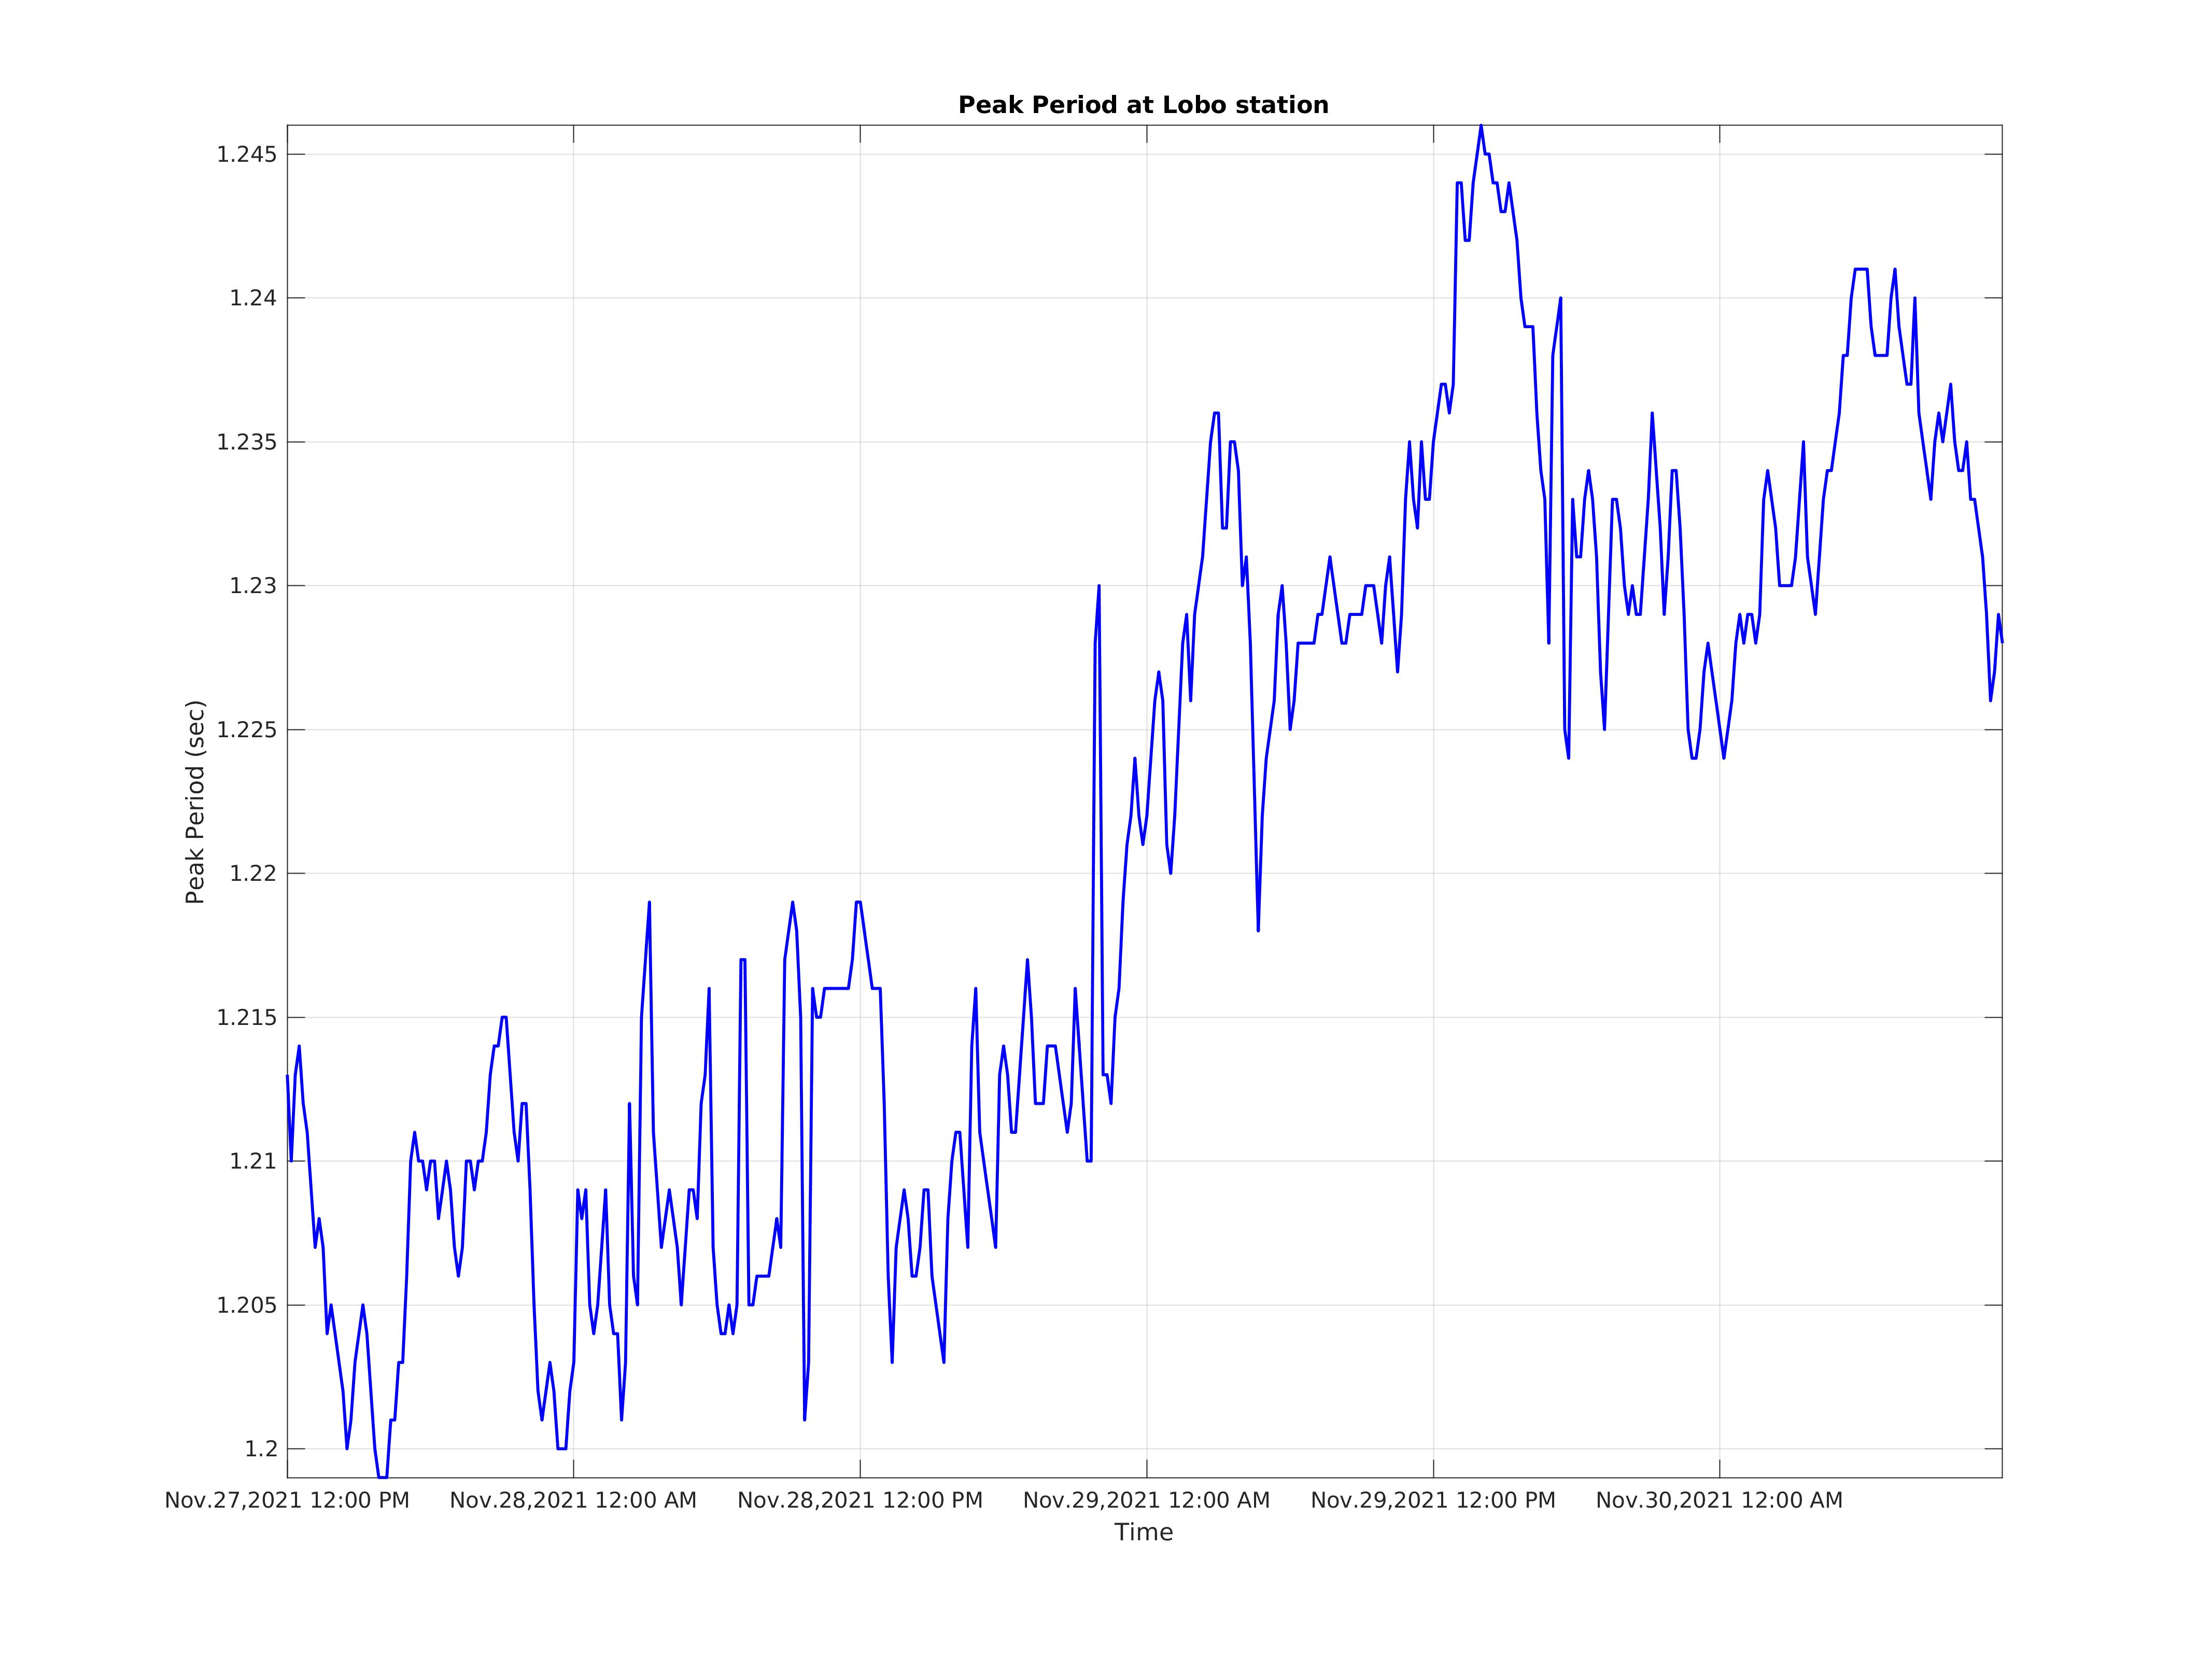 Peak Period at Lobo station
1.245
1.24
1.235
1.23
1.225
1.22
1.215
1.21
1.205
1.2
Peak Period (sec)
Nov.27,2021 12:00 PM Nov.28,2021 12:00 AM Nov.28,2021 12:00 PM Nov.29,2021 12:00 AM Nov.29,2021 12:00 PM Nov.30,2021 12:00 AM
Time